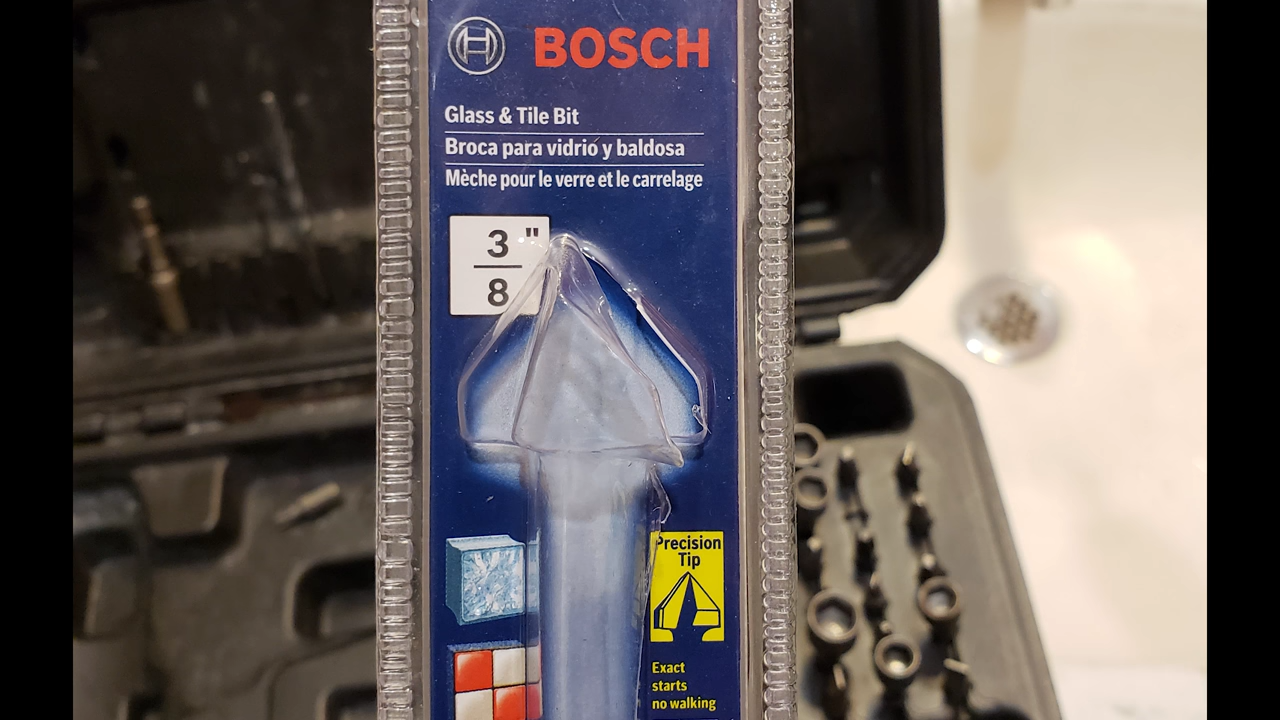 BOSCH
Glass & Tile Bit
Broca para vidrio y baldosa
Mèche pour le verre et le carrelage
3"
8
Precision
Tip
Exact
starts
no walking